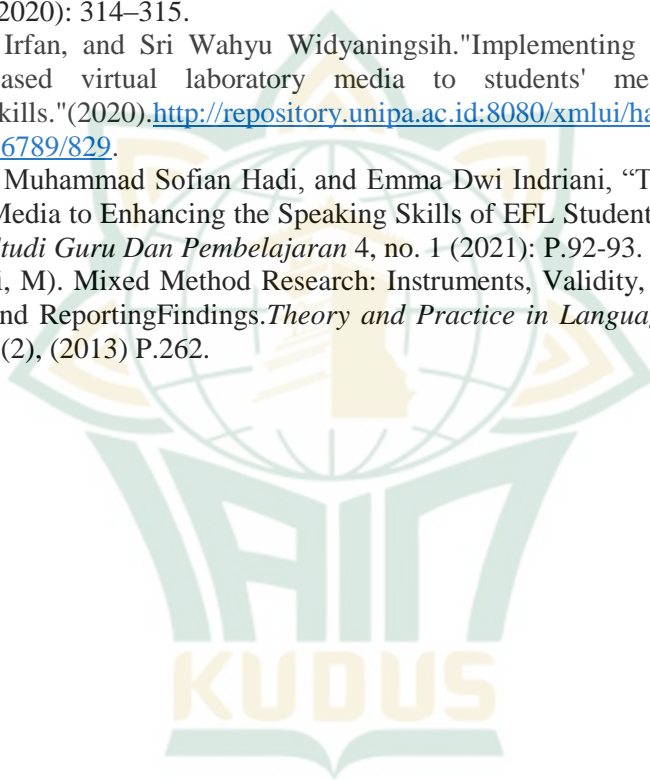 2020): 314–315.
Irfan, and Sri Wahyu Widyaningsih."Implementing
ased virtual laboratory media to students' me
kills."(2020).http://repository.unipa.ac.id:8080/xmlui/ha
6789/829.
Muhammad Sofian Hadi, and Emma Dwi Indriani, “T
Media to Enhancing the Speaking Skills of EFL Student
tudi Guru Dan Pembelajaran 4, no. 1 (2021): P.92-93.
i, M). Mixed Method Research: Instruments, Validity,
nd ReportingFindings.Theory and Practice in Langua
(2), (2013) P.262.
IAIN
KUDUS